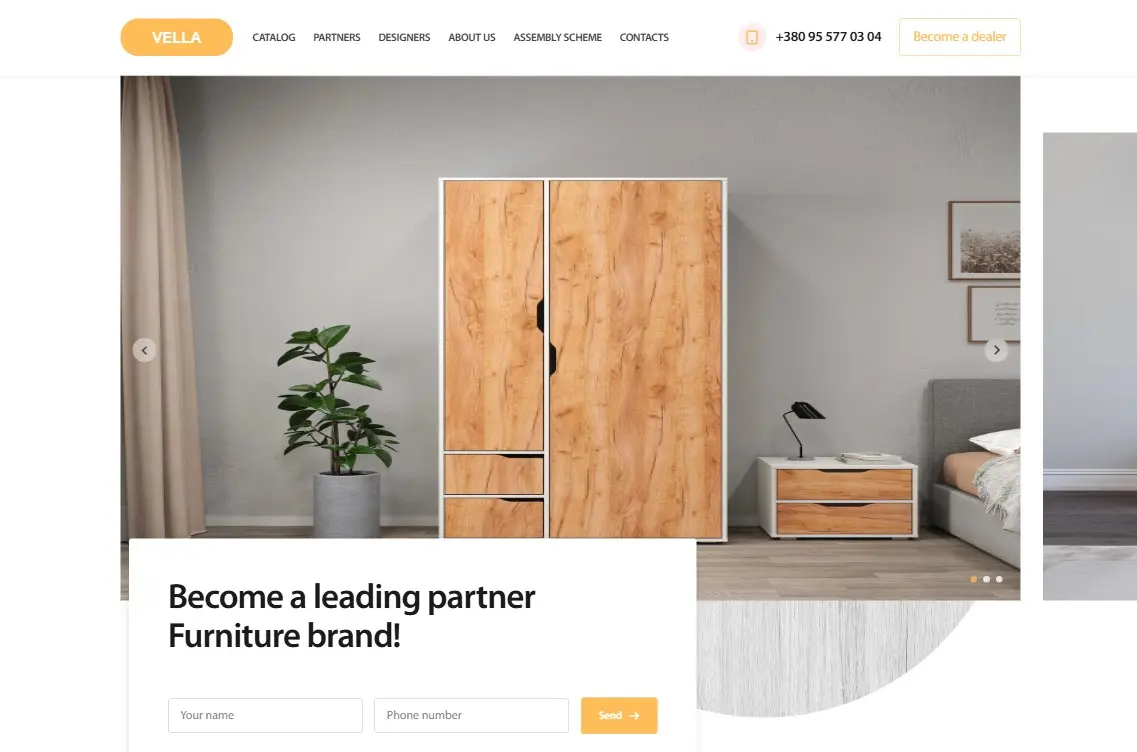 VELLA
CATALOG
PARTNERS
DESIGNERS
ABOUT US
ASSEMBLY SCHEME
CONTACTS
+380 95 577 03 04
Become a dealer
Become a leading partner
Furniture brand!
Your name
Phone number
Send